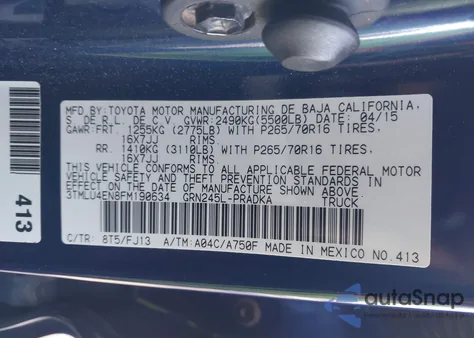 MFD BY: TOYOTA MOTOR MANUFACTURING DE BAJA CALIFORNIA,
S DE R.L. DE C.V. GVWR:2490KG(5500LB) DATE: 04/15
GAWR:FRT. 1255KG (2775LB) WITH P265/70R16 TIRES,
16X7JJ RIMS
RR. 1410KG (3110LB) WITH P265/70R16 TIRES,
16X7JJ RIMS
THIS VEHICLE CONFORMS TO ALL APPLICABLE FEDERAL MOTOR
VEHICLE SAFETY AND THEFT PREVENTION STANDARDS IN
EFFECT ON THE DATE OF MANUFACTURE SHOWN ABOVE.
3TMLU4EN8FM190634 GRN245L-PRADKA TRUCK
C/TR: 8T5/FJ13 A/TM: A04C/A750F MADE IN MEXICO NO.413
413
autoSnap